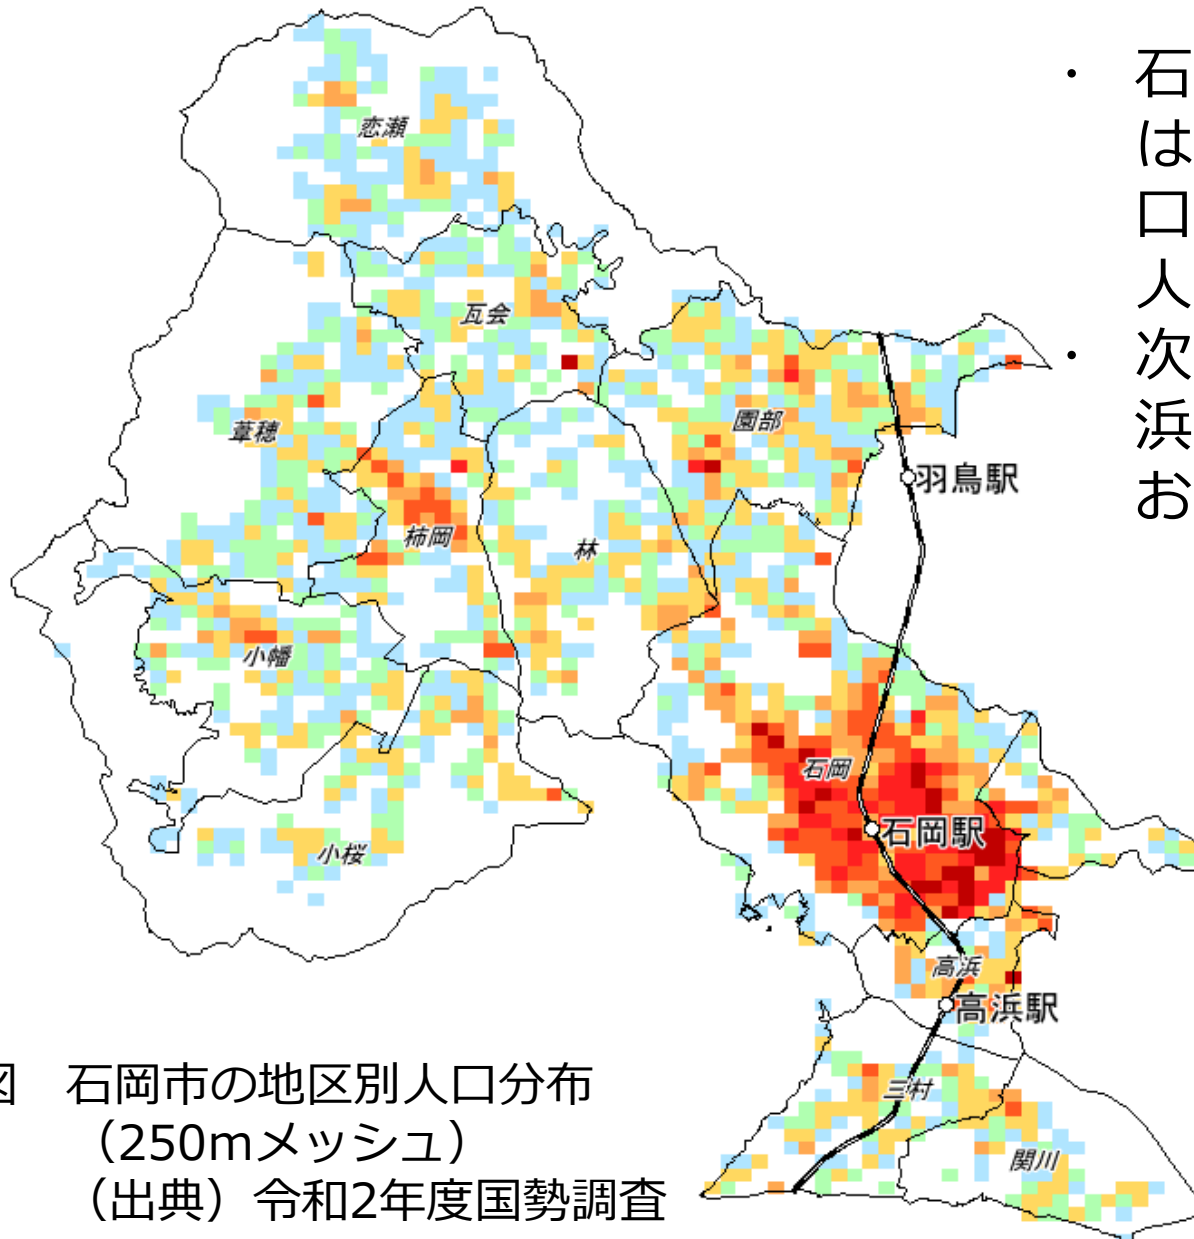 ・ 石
は
口
人
・ 次
浜
お
恋瀬
瓦会
園部
葦穂
羽鳥駅
柿岡
林
小幡
石岡
石岡駅
小桜
高浜
高浜駅
三村
関川
図 石岡市の地区別人口分布
（250mメッシュ）
（出典）令和2年度国勢調査